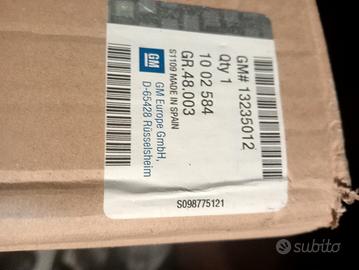 GM# 13235012
Qty 1
10 02 584
GR.48.003
S1109 MADE IN SPAIN
GM
GM Europe GmbH,
D-65428 Rüsselsheim
S098775121
subito